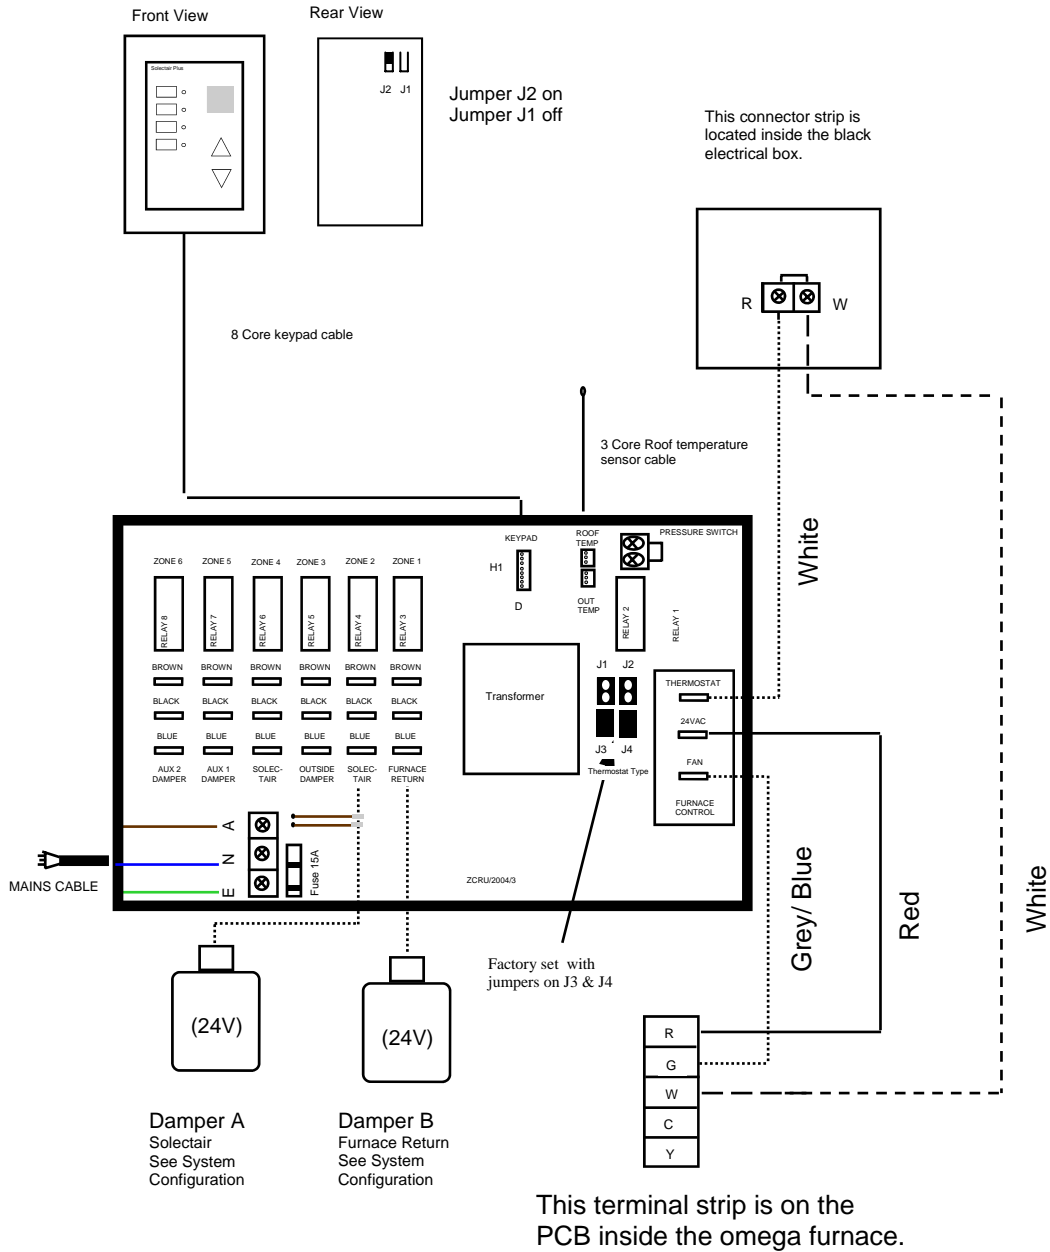 Front View
Rear View
Solectair Plus
J2 J1
Jumper J2 on
Jumper J1 off
This connector strip is
located inside the black
electrical box.
R
W
8 Core keypad cable
3 Core Roof temperature
sensor cable
White
KEYPAD
H1
D
ROOF
TEMP
OUT
TEMP
PRESSURE SWITCH
ZONE 6
ZONE 5
ZONE 4
ZONE 3
ZONE 2
ZONE 1
RELAY 8
RELAY 7
RELAY 6
RELAY 5
RELAY 4
RELAY 3
RELAY 2
RELAY 1
BROWN
BROWN
BROWN
BROWN
BROWN
BROWN
BLACK
BLACK
BLACK
BLACK
BLACK
BLACK
BLUE
BLUE
BLUE
BLUE
BLUE
BLUE
AUX 2
DAMPER
AUX 1
DAMPER
SOLEC-
TAIR
OUTSIDE
DAMPER
SOLEC-
TAIR
FURNACE
RETURN
Transformer
J1
J2
J3
J4
Thermostat Type
THERMOSTAT
24VAC
FAN
FURNACE
CONTROL
A
N
E
Fuse 15A
ZCRU/2004/3
MAINS CABLE
Grey/ Blue
Red
White
Factory set with
jumpers on J3 & J4
(24V)
(24V)
R
G
W
C
Y
Damper A
Solectair
See System
Configuration
Damper B
Furnace Return
See System
Configuration
This terminal strip is on the
PCB inside the omega furnace.